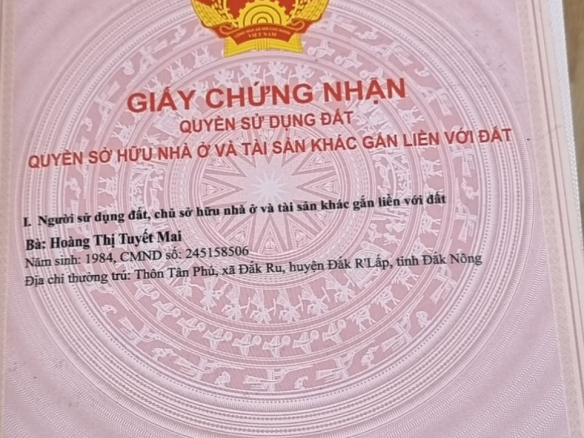 GIẤY CHỨNG NHẬN
QUYỀN SỬ DỤNG ĐẤT
QUYỀN SỞ HỮU NHÀ Ở VÀ TÀI SẢN KHÁC GẮN LIỀN VỚI ĐẤT
I. Người sử dụng đất, chủ sở hữu nhà ở và tài sản khác gắn liền với đất
Bà: Hoàng Thị Tuyết Mai
Năm sinh: 1984, CMND số: 245158506
Địa chỉ thường trú: Thôn Tân Phú, xã Đắk Ru, huyện Đắk R'Lấp, tỉnh Đắk Nông